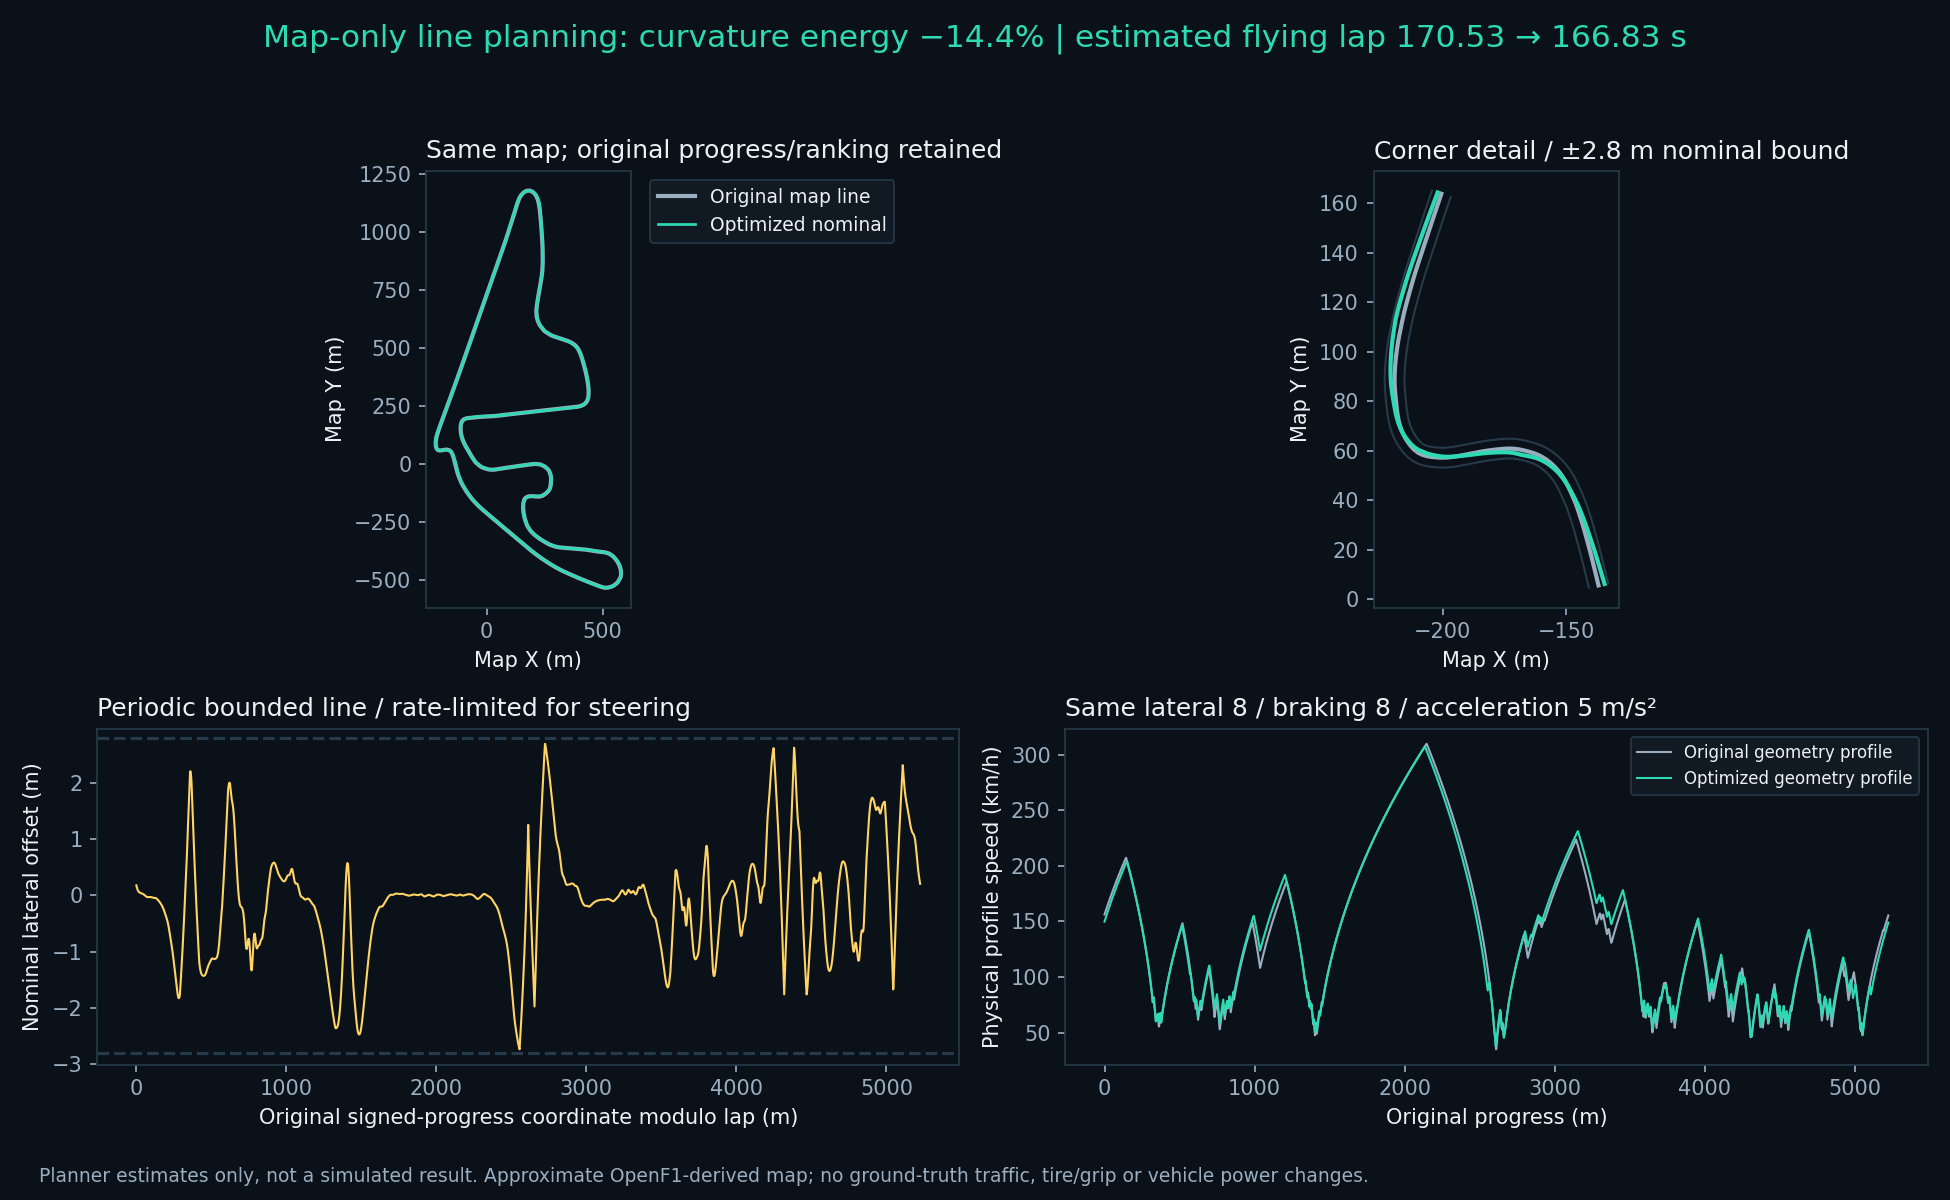 Map-only line planning: curvature energy −14.4% | estimated flying lap 170.53 → 166.83 s
Same map; original progress/ranking retained
1250
1000
750
500
250
0
−250
−500
Map Y (m)
0
500
Map X (m)
Original map line
Optimized nominal
Corner detail / ±2.8 m nominal bound
160
140
120
100
80
60
40
20
0
Map Y (m)
−200
−150
Map X (m)
Periodic bounded line / rate-limited for steering
2
1
0
−1
−2
−3
Nominal lateral offset (m)
0
1000
2000
3000
4000
5000
Original signed-progress coordinate modulo lap (m)
Same lateral 8 / braking 8 / acceleration 5 m/s²
300
250
200
150
100
50
Physical profile speed (km/h)
Original geometry profile
Optimized geometry profile
0
1000
2000
3000
4000
5000
Original progress (m)
Planner estimates only, not a simulated result. Approximate OpenF1-derived map; no ground-truth traffic, tire/grip or vehicle power changes.